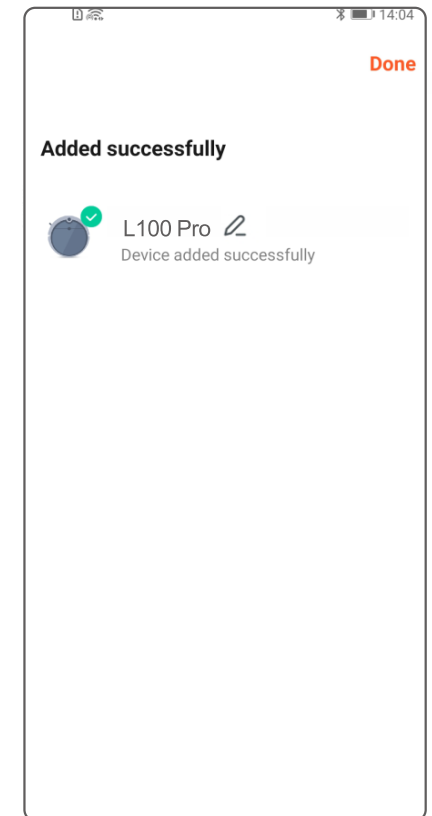 14:04
Done
Added successfully
L100 Pro
Device added successfully